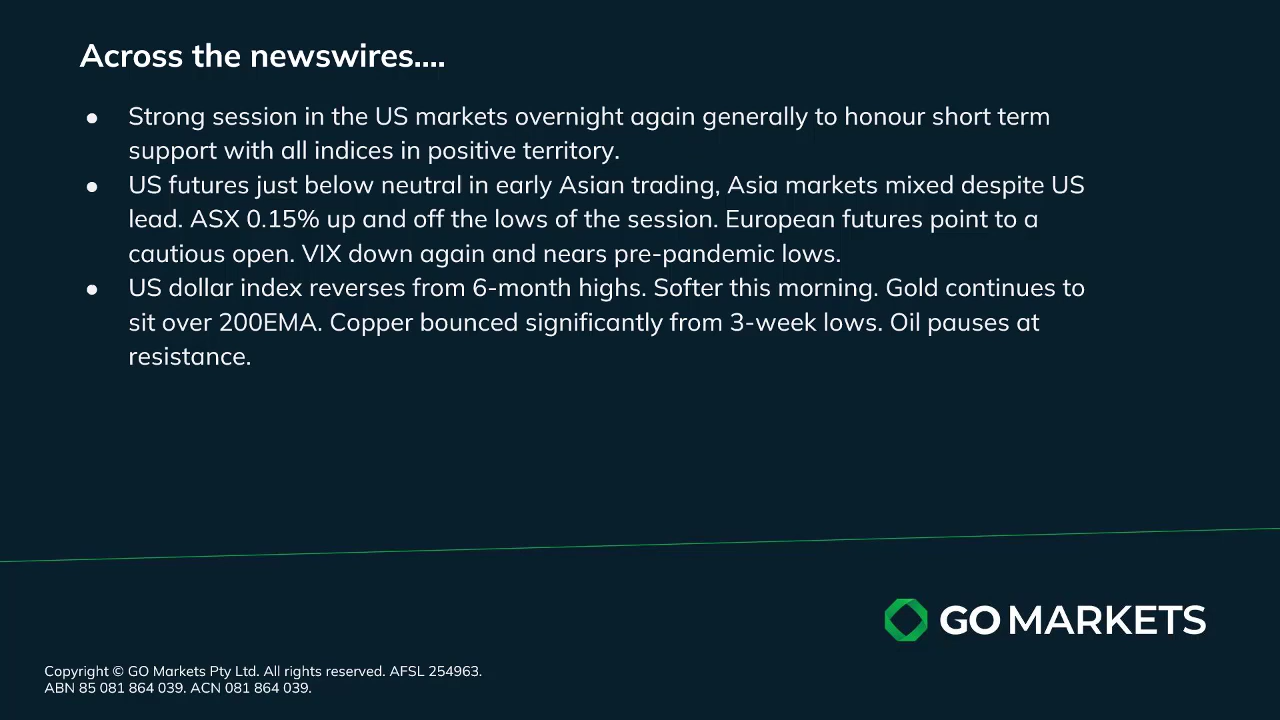 Across the newswires....
● Strong session in the US markets overnight again generally to honour short term
support with all indices in positive territory.
● US futures just below neutral in early Asian trading, Asia markets mixed despite US
lead. ASX 0.15% up and off the lows of the session. European futures point to a
cautious open. VIX down again and nears pre-pandemic lows.
● US dollar index reverses from 6-month highs. Softer this morning. Gold continues to
sit over 200EMA. Copper bounced significantly from 3-week lows. Oil pauses at
resistance.
GO MARKETS
Copyright © GO Markets Pty Ltd. All rights reserved. AFSL 254963.
ABN 85 081 864 039. ACN 081 864 039.